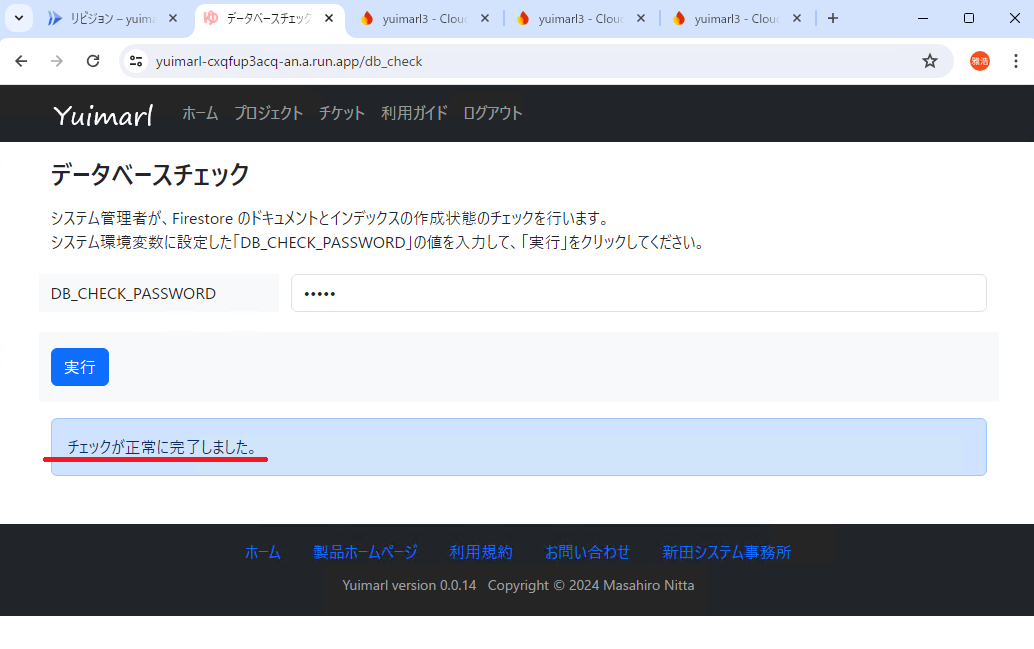 リビジョン – yuima
データベースチェック
yuimarl3 - Clou
yuimarl3 - Clou
yuimarl3 - Clou
yuimarl-cxqfup3acq-an.a.run.app/db_check
雅浩
Yuimarl
ホーム プロジェクト チケット 利用ガイド ログアウト
データベースチェック
システム管理者が、Firestore のドキュメントとインデックスの作成状態のチェックを行います。
システム環境変数に設定した「DB_CHECK_PASSWORD」の値を入力して、「実行」をクリックしてください。
DB_CHECK_PASSWORD •••••
実行
チェックが正常に完了しました。
ホーム 製品ホームページ 利用規約 お問い合わせ 新田システム事務所
Yuimarl version 0.0.14 Copyright © 2024 Masahiro Nitta